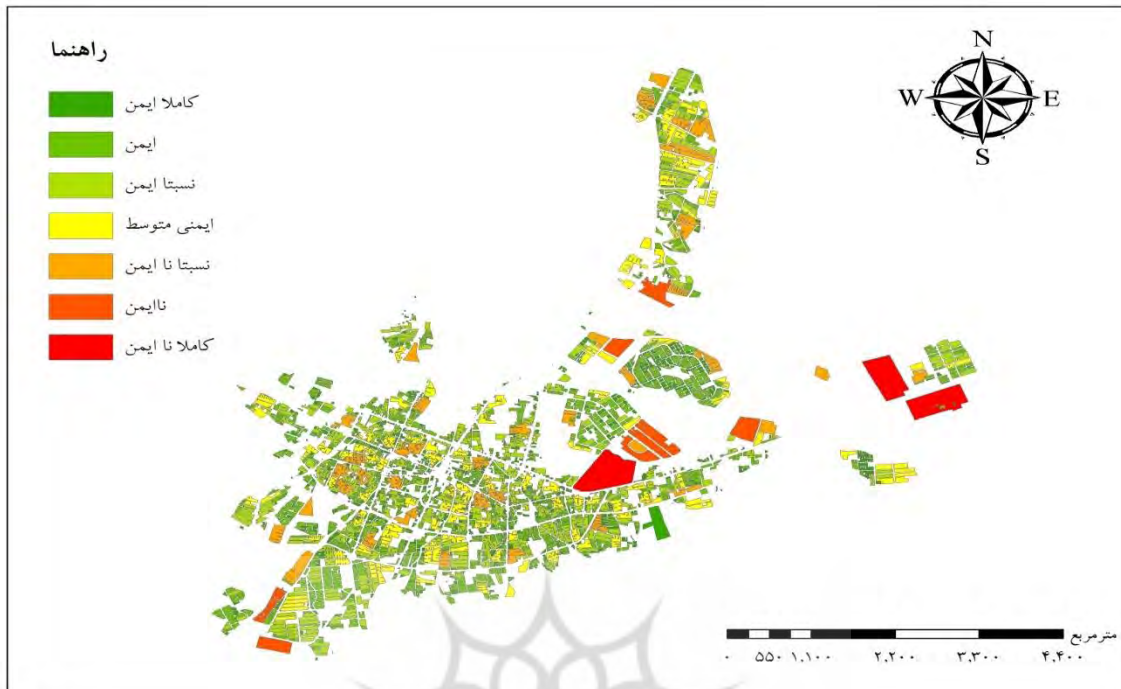 راهنما
کاملا ایمن
ایمن
نسبتا ایمن
ایمنی متوسط
نسبتا نا ایمن
ناایمن
کاملا نا ایمن
N
W E
S
مترمربع
۰ ۵۵۰ ۱.۱۰۰ ۲.۲۰۰ ۳.۳۰۰ ۴.۴۰۰